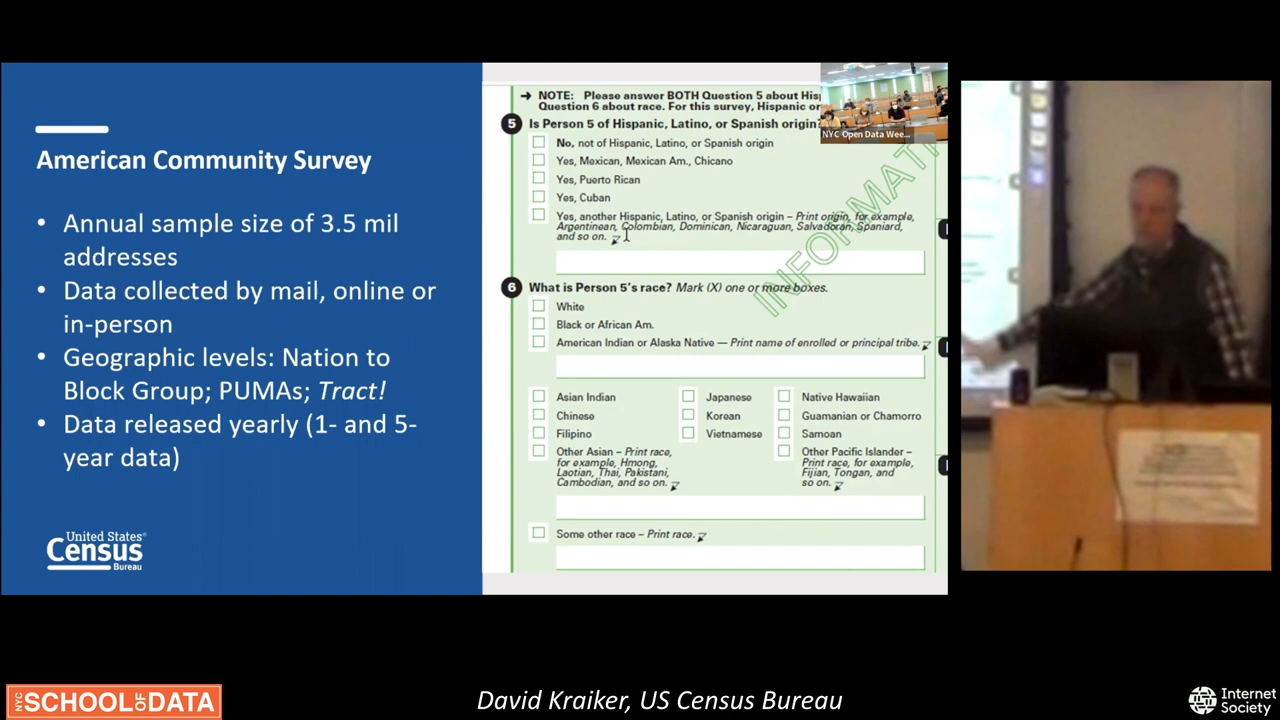 American Community Survey
• Annual sample size of 3.5 mil
addresses
• Data collected by mail, online or
in-person
• Geographic levels: Nation to
Block Group; PUMAs; Tract!
• Data released yearly (1- and 5-
year data)
United States®
Census
Bureau
➔ NOTE: Please answer BOTH Question 5 about
Question 6 about race. For this survey, Hispanic
5 Is Person 5 of Hispanic, Latino, or Spanish origin?
No, not of Hispanic, Latino, or Spanish origin
Yes, Mexican, Mexican Am., Chicano
Yes, Puerto Rican
Yes, Cuban
Yes, another Hispanic, Latino, or Spanish origin – Print origin, for example,
Argentinean, Colombian, Dominican, Nicaraguan, Salvadoran, Spaniard,
and so on.
6 What is Person 5's race? Mark (X) one or more boxes.
White
Black or African Am.
American Indian or Alaska Native — Print name of enrolled or principal tribe.
Asian Indian
Chinese
Filipino
Other Asian – Print race,
for example, Hmong,
Laotian, Thai, Pakistani,
Cambodian, and so on.
Japanese
Korean
Vietnamese
Native Hawaiian
Guamanian or Chamorro
Samoan
Other Pacific Islander –
Print race, for example,
Fijian, Tongan, and
so on.
Some other race – Print race.
INFORMAT
NYC Open Data Wee...
NYC SCHOOL OF DATA
David Kraiker, US Census Bureau
Internet
Society